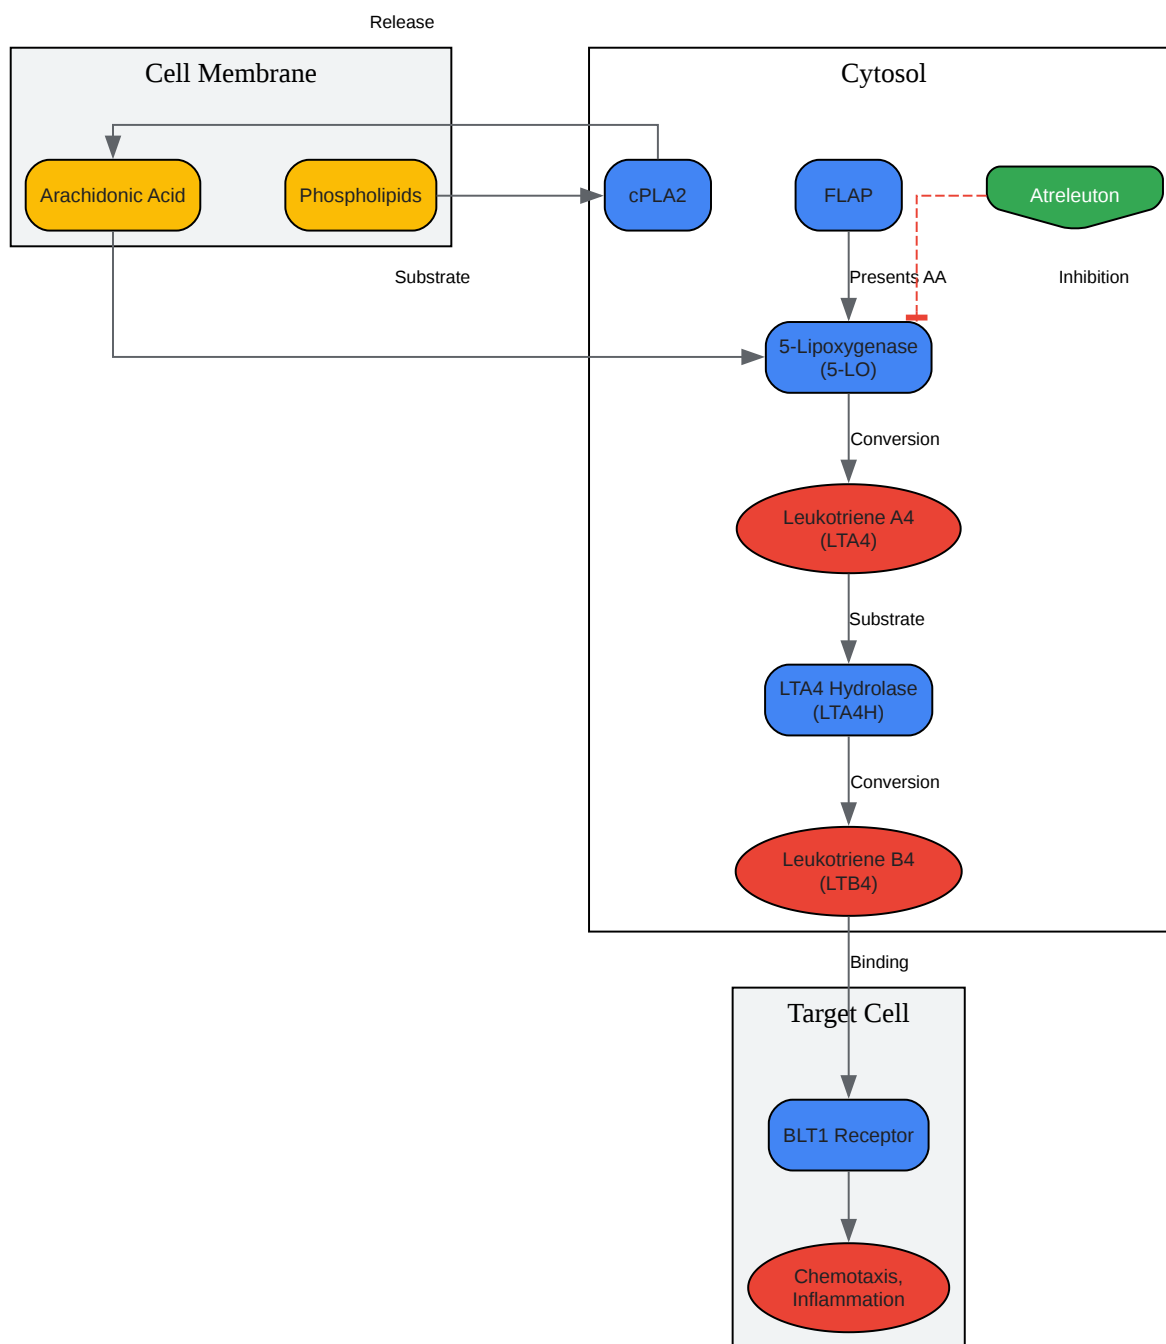 Release
Cell Membrane
Cytosol
Arachidonic Acid
Phospholipids
cPLA2
FLAP
Atreleuton
Substrate
Presents AA
Inhibition
5-Lipoxygenase
(5-LO)
Conversion
Leukotriene A4
(LTA4)
Substrate
LTA4 Hydrolase
(LTA4H)
Conversion
Leukotriene B4
(LTB4)
Binding
Target Cell
BLT1 Receptor
Chemotaxis,
Inflammation